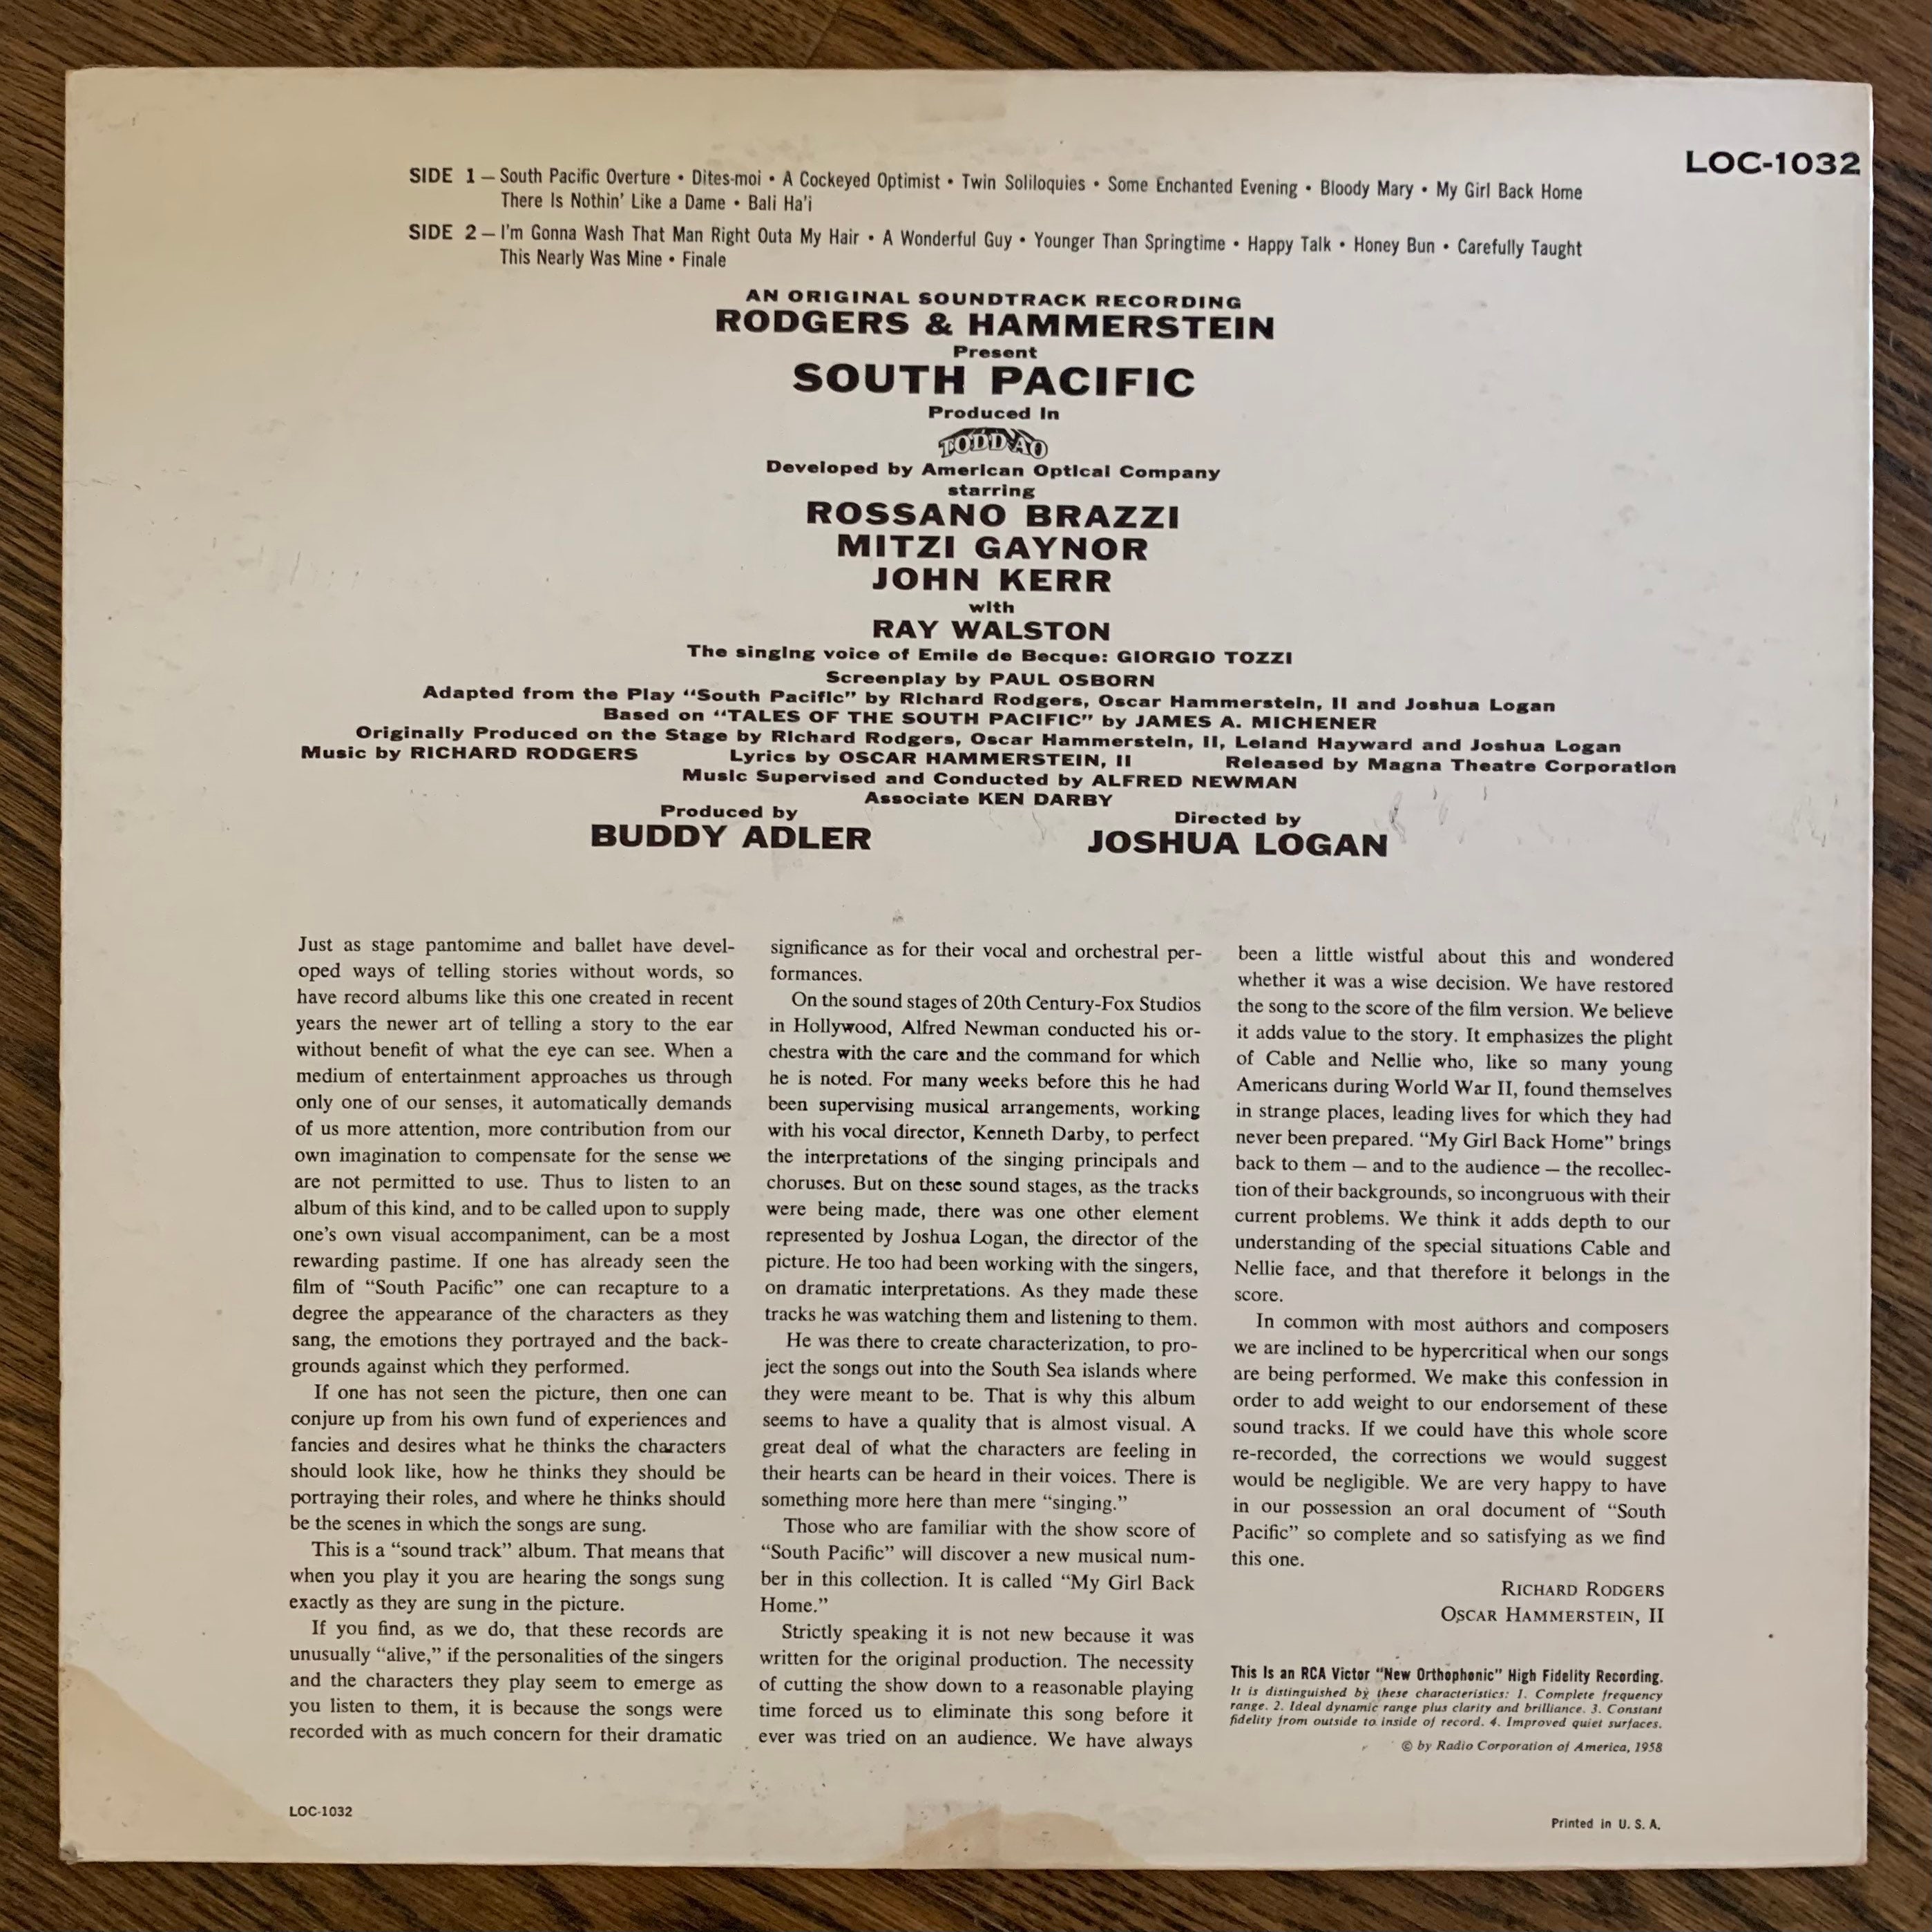 LOC-1032
SIDE 1 – South Pacific Overture • Dites-moi • A Cockeyed Optimist • Twin Soliloquies • Some Enchanted Evening • Bloody Mary • My Girl Back Home
There Is Nothin' Like a Dame • Bali Ha'i
SIDE 2 – I'm Gonna Wash That Man Right Outa My Hair • A Wonderful Guy • Younger Than Springtime • Happy Talk • Honey Bun • Carefully Taught
This Nearly Was Mine • Finale
AN ORIGINAL SOUNDTRACK RECORDING
RODGERS & HAMMERSTEIN
Present
SOUTH PACIFIC
Produced In
TODD-AO
Developed by American Optical Company
starring
ROSSANO BRAZZI
MITZI GAYNOR
JOHN KERR
with
RAY WALSTON
The singing voice of Emile de Becque: GIORGIO TOZZI
Screenplay by PAUL OSBORN
Adapted from the Play “South Pacific” by Richard Rodgers, Oscar Hammerstein, II and Joshua Logan
Based on “TALES OF THE SOUTH PACIFIC” by JAMES A. MICHENER
Originally Produced on the Stage by Richard Rodgers, Oscar Hammerstein, II, Leland Hayward and Joshua Logan
Music by RICHARD RODGERS Lyrics by OSCAR HAMMERSTEIN, II Released by Magna Theatre Corporation
Music Supervised and Conducted by ALFRED NEWMAN
Associate KEN DARBY
Produced by
BUDDY ADLER
Directed by
JOSHUA LOGAN
Just as stage pantomime and ballet have devel-
oped ways of telling stories without words, so
have record albums like this one created in recent
years the newer art of telling a story to the ear
without benefit of what the eye can see. When a
medium of entertainment approaches us through
only one of our senses, it automatically demands
of us more attention, more contribution from our
own imagination to compensate for the sense we
are not permitted to use. Thus to listen to an
album of this kind, and to be called upon to supply
one's own visual accompaniment, can be a most
rewarding pastime. If one has already seen the
film of “South Pacific” one can recapture to a
degree the appearance of the characters as they
sang, the emotions they portrayed and the back-
grounds against which they performed.
If one has not seen the picture, then one can
conjure up from his own fund of experiences and
fancies and desires what he thinks the characters
should look like, how he thinks they should be
portraying their roles, and where he thinks should
be the scenes in which the songs are sung.
This is a “sound track” album. That means that
when you play it you are hearing the songs sung
exactly as they are sung in the picture.
If you find, as we do, that these records are
unusually “alive,” if the personalities of the singers
and the characters they play seem to emerge as
you listen to them, it is because the songs were
recorded with as much concern for their dramatic
significance as for their vocal and orchestral per-
formances.
On the sound stages of 20th Century-Fox Studios
in Hollywood, Alfred Newman conducted his or-
chestra with the care and the command for which
he is noted. For many weeks before this he had
been supervising musical arrangements, working
with his vocal director, Kenneth Darby, to perfect
the interpretations of the singing principals and
choruses. But on these sound stages, as the tracks
were being made, there was one other element
represented by Joshua Logan, the director of the
picture. He too had been working with the singers,
on dramatic interpretations. As they made these
tracks he was watching them and listening to them.
He was there to create characterization, to pro-
ject the songs out into the South Sea islands where
they were meant to be. That is why this album
seems to have a quality that is almost visual. A
great deal of what the characters are feeling in
their hearts can be heard in their voices. There is
something more here than mere “singing.”
Those who are familiar with the show score of
“South Pacific” will discover a new musical num-
ber in this collection. It is called “My Girl Back
Home.”
Strictly speaking it is not new because it was
written for the original production. The necessity
of cutting the show down to a reasonable playing
time forced us to eliminate this song before it
ever was tried on an audience. We have always
been a little wistful about this and wondered
whether it was a wise decision. We have restored
the song to the score of the film version. We believe
it adds value to the story. It emphasizes the plight
of Cable and Nellie who, like so many young
Americans during World War II, found themselves
in strange places, leading lives for which they had
never been prepared. “My Girl Back Home” brings
back to them – and to the audience – the recollec-
tion of their backgrounds, so incongruous with their
current problems. We think it adds depth to our
understanding of the special situations Cable and
Nellie face, and that therefore it belongs in the
score.
In common with most authors and composers
we are inclined to be hypercritical when our songs
are being performed. We make this confession in
order to add weight to our endorsement of these
sound tracks. If we could have this whole score
re-recorded, the corrections we would suggest
would be negligible. We are very happy to have
in our possession an oral document of “South
Pacific” so complete and so satisfying as we find
this one.
RICHARD RODGERS
OSCAR HAMMERSTEIN, II
This Is an RCA Victor “New Orthophonic” High Fidelity Recording.
It is distinguished by these characteristics: 1. Complete frequency
range. 2. Ideal dynamic range plus clarity and brilliance. 3. Constant
fidelity from outside to inside of record. 4. Improved quiet surfaces.
© by Radio Corporation of America, 1958
LOC-1032
Printed in U. S. A.